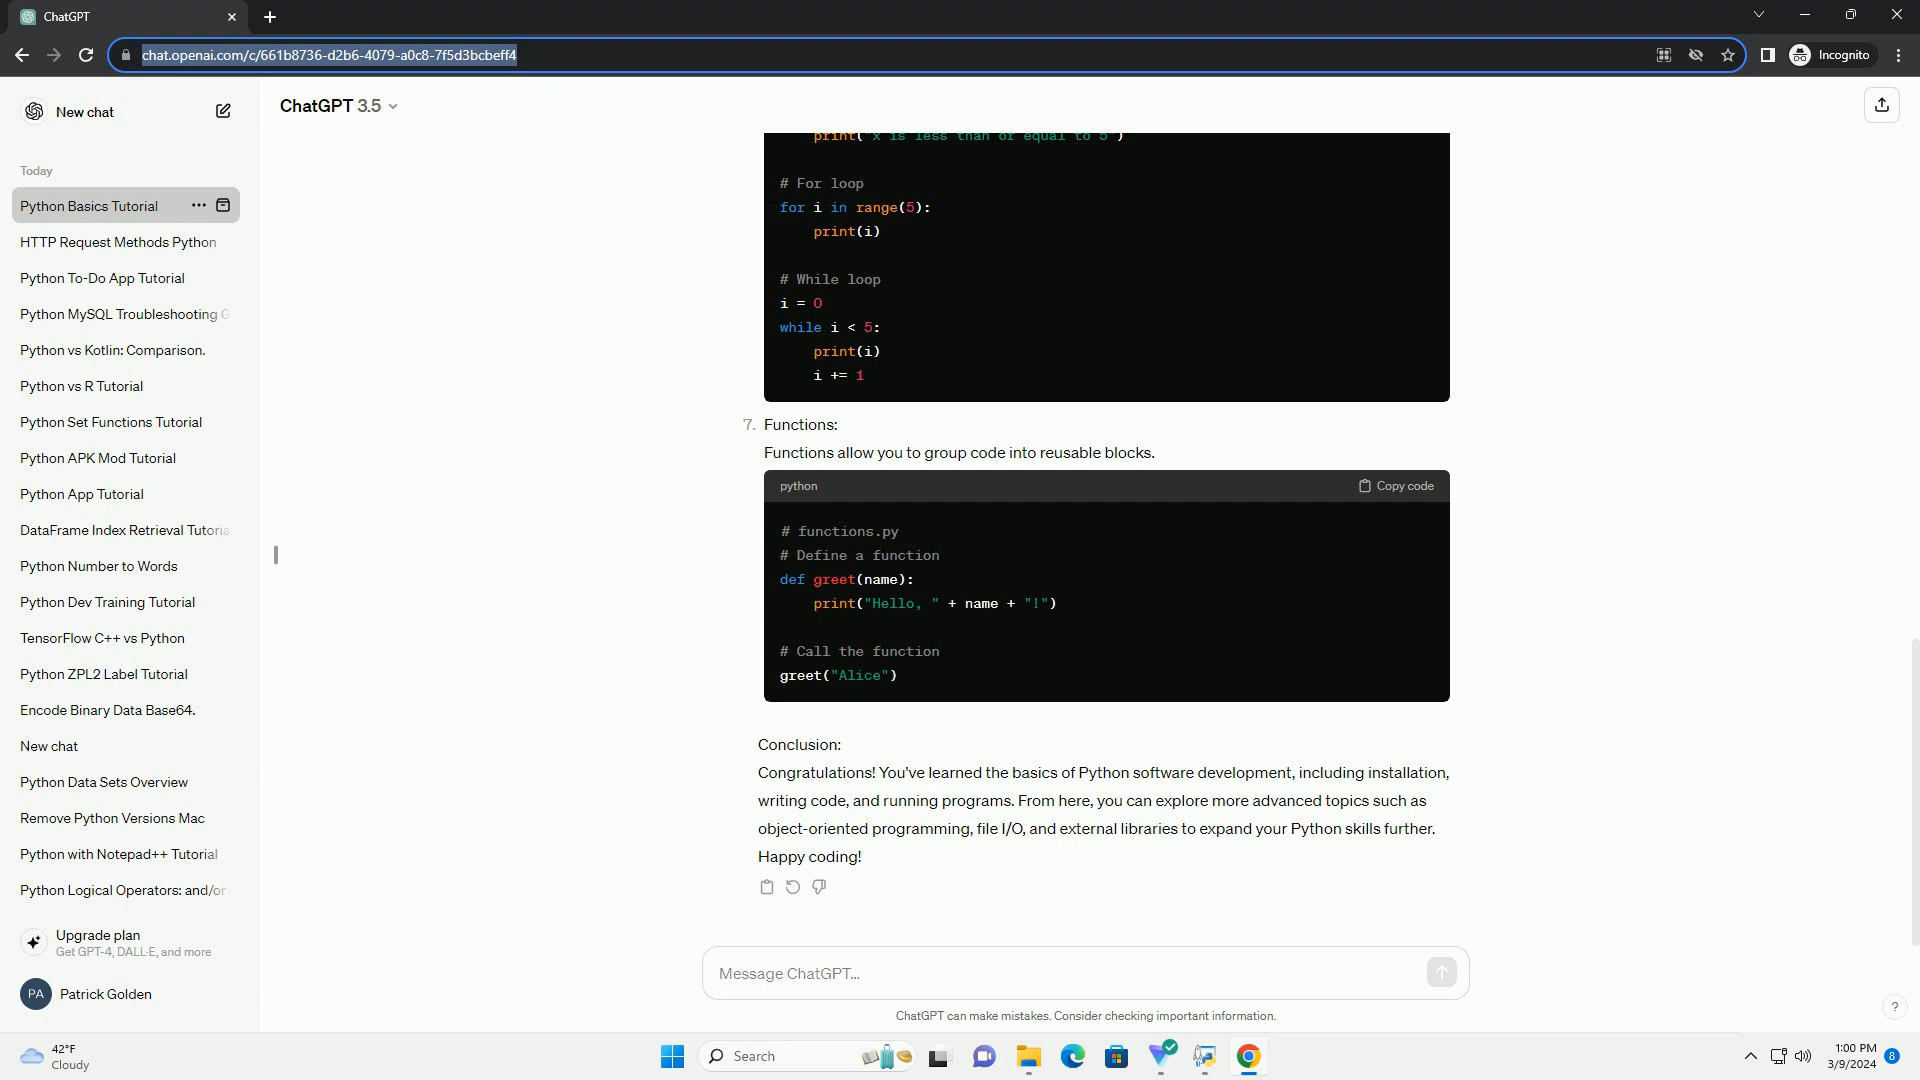 ChatGPT
chat.openai.com/c/661b8736-d2b6-4079-a0c8-7f5d3bcbeff4
Incognito
New chat
Today
Python Basics Tutorial
HTTP Request Methods Python
Python To-Do App Tutorial
Python MySQL Troubleshooting G
Python vs Kotlin: Comparison.
Python vs R Tutorial
Python Set Functions Tutorial
Python APK Mod Tutorial
Python App Tutorial
DataFrame Index Retrieval Tutoria
Python Number to Words
Python Dev Training Tutorial
TensorFlow C++ vs Python
Python ZPL2 Label Tutorial
Encode Binary Data Base64.
New chat
Python Data Sets Overview
Remove Python Versions Mac
Python with Notepad++ Tutorial
Python Logical Operators: and/or
Upgrade plan
Get GPT-4, DALL·E, and more
PA Patrick Golden
ChatGPT 3.5
print("x is less than or equal to 5")
# For loop
for i in range(5):
print(i)
# While loop
i = 0
while i < 5:
print(i)
i += 1
7. Functions:
Functions allow you to group code into reusable blocks.
python Copy code
# functions.py
# Define a function
def greet(name):
print("Hello, " + name + "!")
# Call the function
greet("Alice")
Conclusion:
Congratulations! You've learned the basics of Python software development, including installation,
writing code, and running programs. From here, you can explore more advanced topics such as
object-oriented programming, file I/O, and external libraries to expand your Python skills further.
Happy coding!
Message ChatGPT...
ChatGPT can make mistakes. Consider checking important information.
?
42°F
Cloudy
Search
1:00 PM
3/9/2024
8